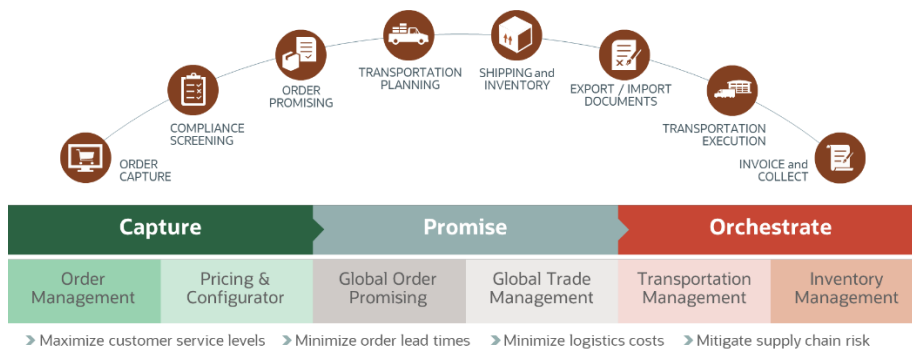 ORDER
CAPTURE
COMPLIANCE
SCREENING
ORDER
PROMISING
TRANSPORTATION
PLANNING
SHIPPING and
INVENTORY
EXPORT / IMPORT
DOCUMENTS
TRANSPORTATION
EXECUTION
INVOICE and
COLLECT
Capture
Promise
Orchestrate
Order
Management
Pricing &
Configurator
Global Order
Promising
Global Trade
Management
Transportation
Management
Inventory
Management
Maximize customer service levels
Minimize order lead times
Minimize logistics costs
Mitigate supply chain risk